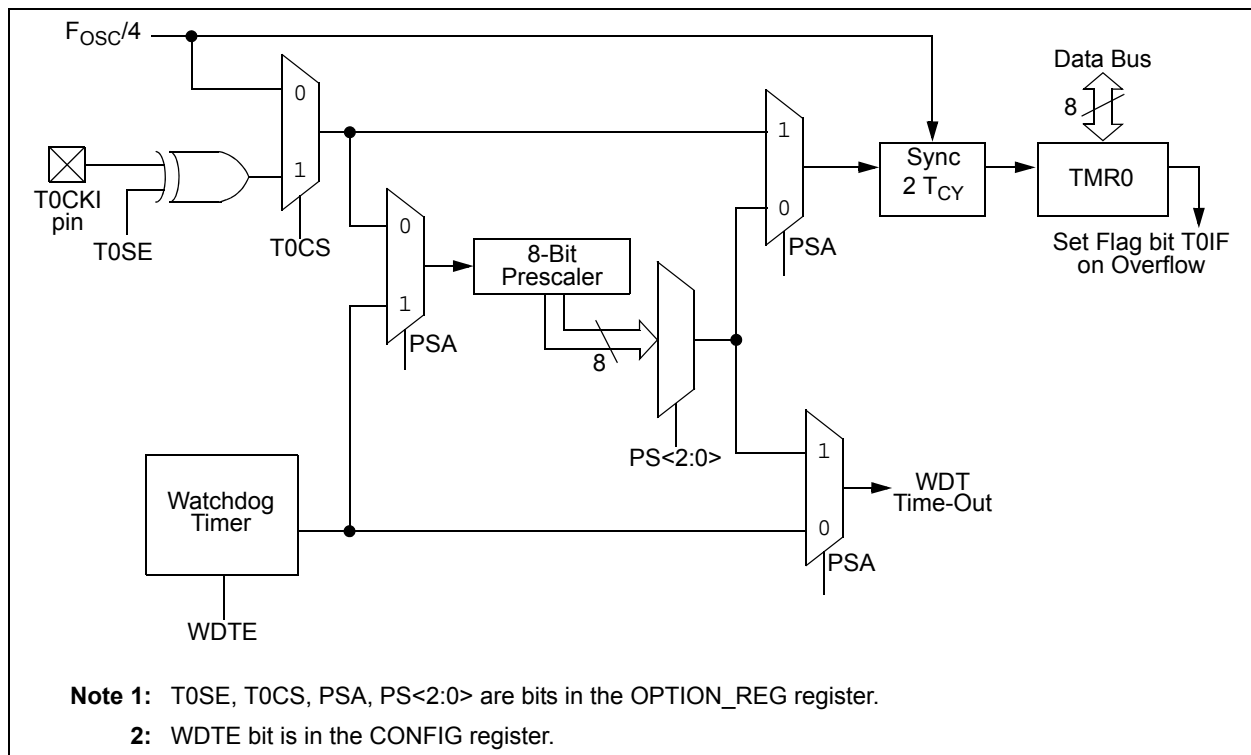 FOSC/4
Data Bus
8
0
1
1
0
Sync
2 TCY
TMR0
T0CKI
pin
T0SE
T0CS
0
1
PSA
8-Bit
Prescaler
8
PS<2:0>
PSA
Set Flag bit T0IF
on Overflow
Watchdog
Timer
WDTE
1
0
PSA
WDT
Time-Out
Note 1: T0SE, T0CS, PSA, PS<2:0> are bits in the OPTION_REG register.
2: WDTE bit is in the CONFIG register.